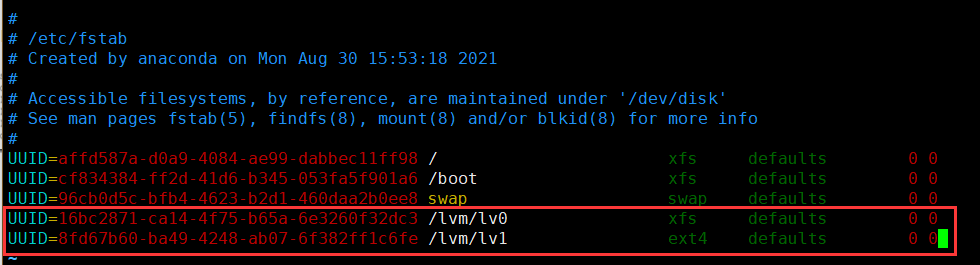 #
# /etc/fstab
# Created by anaconda on Mon Aug 30 15:53:18 2021
#
# Accessible filesystems, by reference, are maintained under '/dev/disk'
# See man pages fstab(5), findfs(8), mount(8) and/or blkid(8) for more info
#
UUID=affd587a-d0a9-4084-ae99-dabbec11ff98 / xfs defaults 0 0
UUID=cf834384-ff2d-41d6-b345-053fa5f901a6 /boot xfs defaults 0 0
UUID=96cb0d5c-bfb4-4623-b2d1-460daa2b0ee8 swap swap defaults 0 0
UUID=16bc2871-ca14-4f75-b65a-6e3260f32dc3 /lvm/lv0 xfs defaults 0 0
UUID=8fd67b60-ba49-4248-ab07-6f382ff1c6fe /lvm/lv1 ext4 defaults 0 0
~